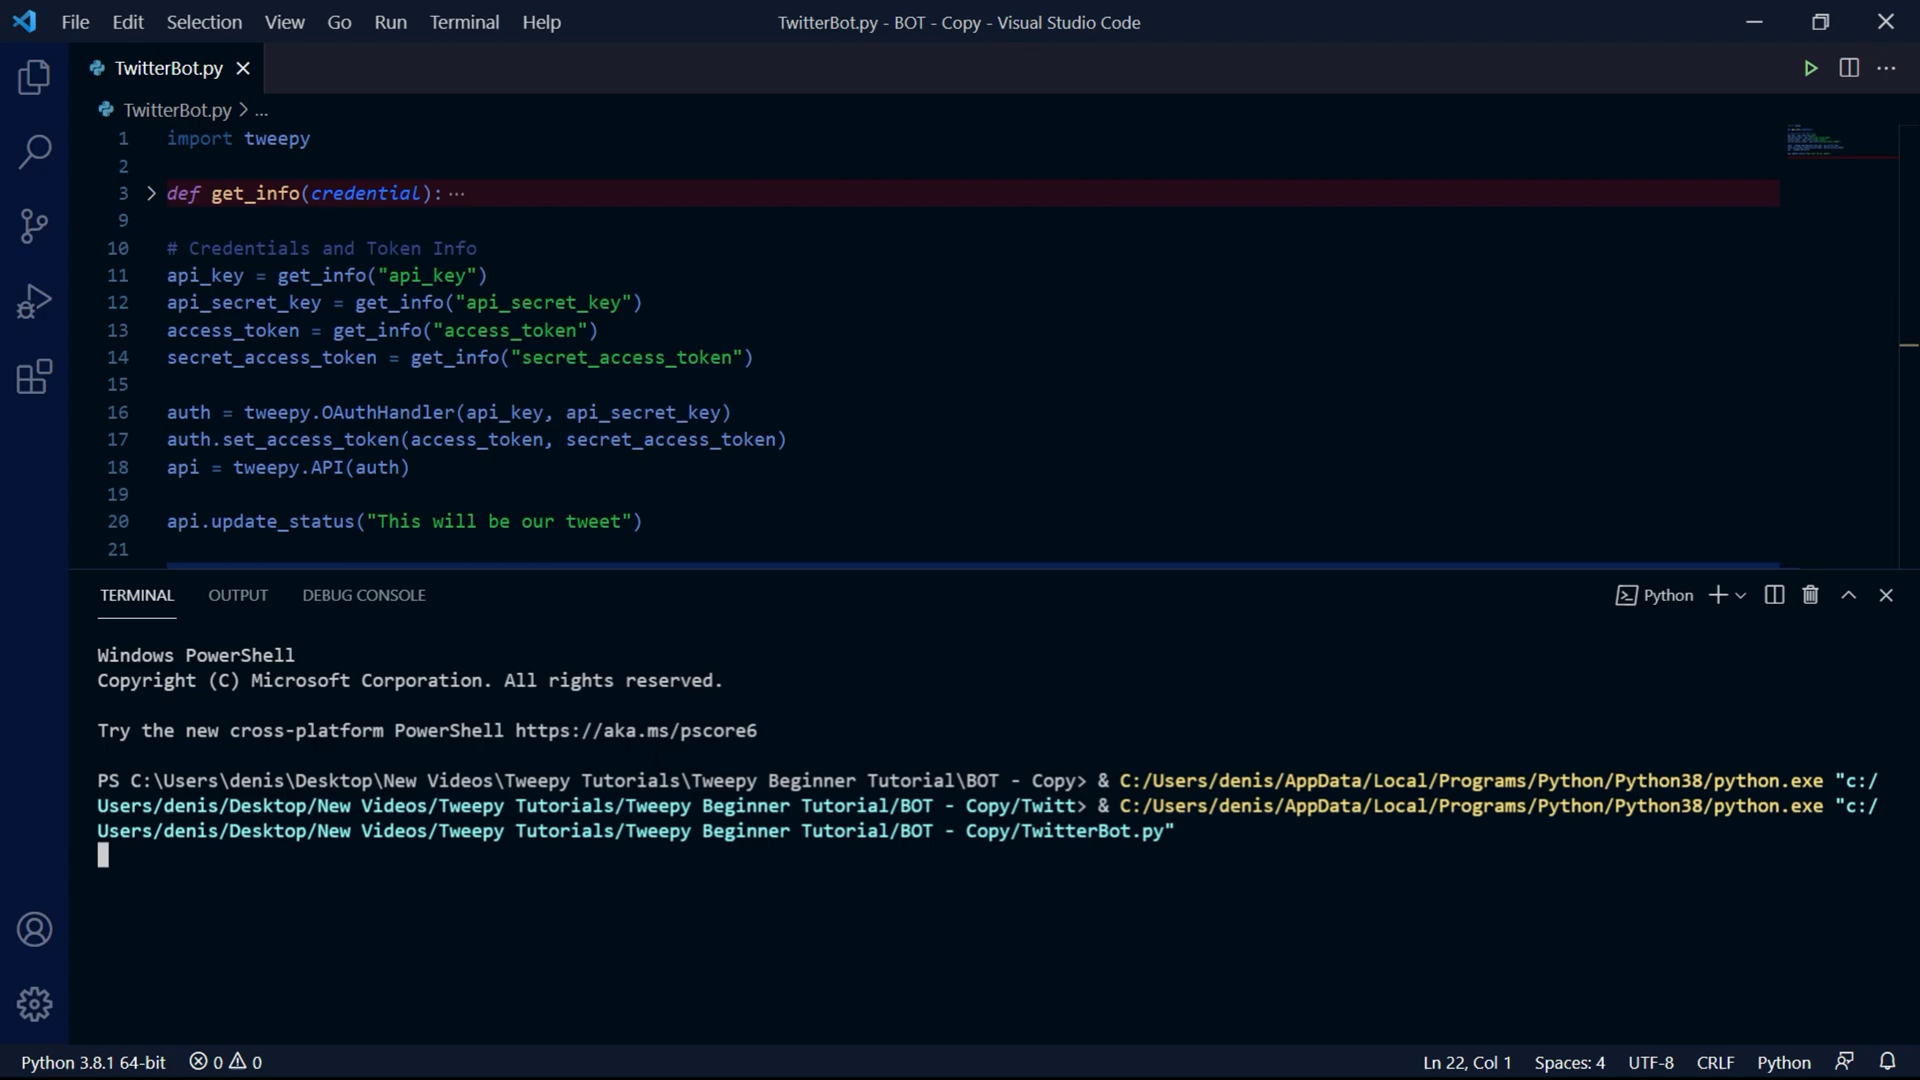 File Edit Selection View Go Run Terminal Help
TwitterBot.py - BOT - Copy - Visual Studio Code
TwitterBot.py
TwitterBot.py > ...
1 import tweepy
2
3 def get_info(credential): ...
9
10 # Credentials and Token Info
11 api_key = get_info("api_key")
12 api_secret_key = get_info("api_secret_key")
13 access_token = get_info("access_token")
14 secret_access_token = get_info("secret_access_token")
15
16 auth = tweepy.OAuthHandler(api_key, api_secret_key)
17 auth.set_access_token(access_token, secret_access_token)
18 api = tweepy.API(auth)
19
20 api.update_status("This will be our tweet")
21
TERMINAL OUTPUT DEBUG CONSOLE Python
Windows PowerShell
Copyright (C) Microsoft Corporation. All rights reserved.
Try the new cross-platform PowerShell https://aka.ms/pscore6
PS C:\Users\denis\Desktop\New Videos\Tweepy Tutorials\Tweepy Beginner Tutorial\BOT - Copy> & C:/Users/denis/AppData/Local/Programs/Python/Python38/python.exe "c:/
Users/denis/Desktop/New Videos/Tweepy Tutorials/Tweepy Beginner Tutorial/BOT - Copy/Twitt> & C:/Users/denis/AppData/Local/Programs/Python/Python38/python.exe "c:/
Users/denis/Desktop/New Videos/Tweepy Tutorials/Tweepy Beginner Tutorial/BOT - Copy/TwitterBot.py"
Python 3.8.1 64-bit 0 0 Ln 22, Col 1 Spaces: 4 UTF-8 CRLF Python